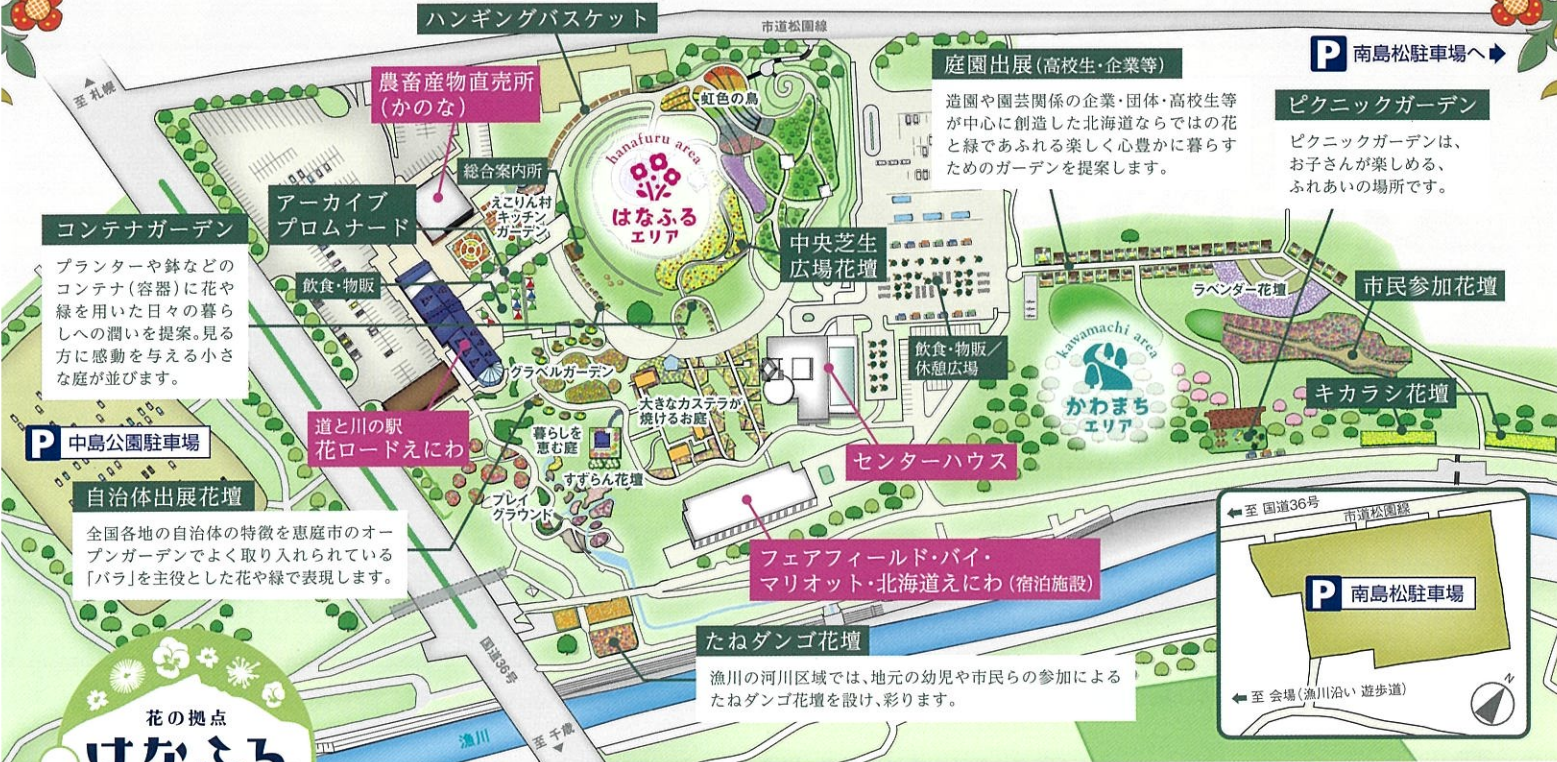 ハンギングバスケット
市道松園線
P 南島松駐車場へ
至 札幌
農畜産物直売所
(かのな)
虹色の鳥
庭園出展(高校生・企業等)
造園や園芸関係の企業・団体・高校生等
が中心に創造した北海道ならではの花
と緑であふれる楽しく心豊かに暮らす
ためのガーデンを提案します。
ピクニックガーデン
ピクニックガーデンは、
お子さんが楽しめる、
ふれあいの場所です。
hanafuru area
はなふる
エリア
総合案内所
えこりん村
キッチン
ガーデン
アーカイブ
プロムナード
コンテナガーデン
プランターや鉢などの
コンテナ(容器)に花や
緑を用いた日々の暮ら
しへの潤いを提案。見る
方に感動を与える小さ
な庭が並びます。
飲食・物販
中央芝生
広場花壇
ラベンダー花壇
市民参加花壇
kawamachi area
かわまち
エリア
飲食・物販/
休憩広場
キカラシ花壇
グラベルガーデン
大きなカステラが
焼けるお庭
道と川の駅
花ロードえにわ
暮らしを
恵む庭
すずらん花壇
プレイ
グラウンド
センターハウス
P 中島公園駐車場
自治体出展花壇
全国各地の自治体の特徴を恵庭市のオー
プンガーデンでよく取り入れられている
「バラ」を主役とした花や緑で表現します。
フェアフィールド・バイ・
マリオット・北海道えにわ(宿泊施設)
たねダンゴ花壇
漁川の河川区域では、地元の幼児や市民らの参加による
たねダンゴ花壇を設け、彩ります。
国道36号
漁川
至 千歳
至 国道36号
市道松園線
P 南島松駐車場
至 会場(漁川沿い 遊歩道)
N
花の拠点
はなふる